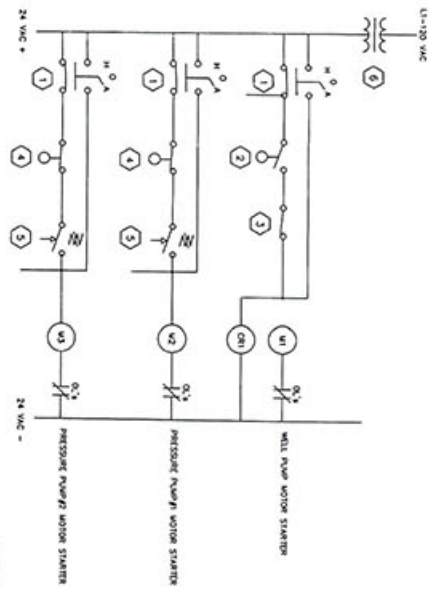 L1-120 VAC
6
H O A
M1 OL's WELL PUMP MOTOR STARTER
1 2 3 CR1
H O A
1 4 5 M2 OL's PRESSURE PUMP#1 MOTOR STARTER
H O A
1 4 5 M3 OL's PRESSURE PUMP#2 MOTOR STARTER
24 VAC +
24 VAC -